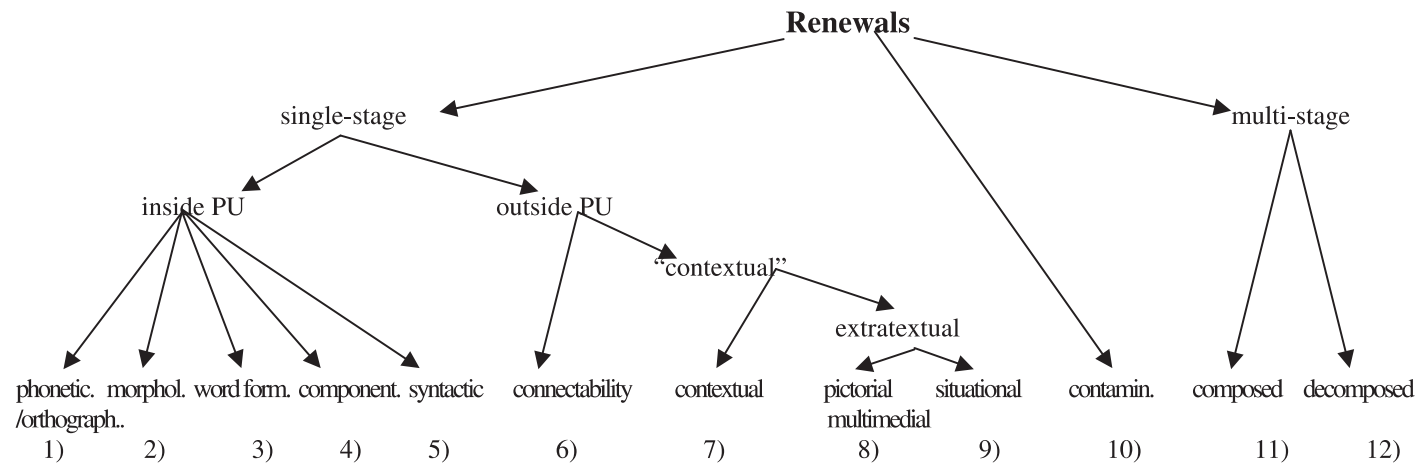 Renewals
single-stage
multi-stage
inside PU
outside PU
“contextual”
extratextual
phonetic. morphol. word form. component. syntactic connectability contextual pictorial situational contamin. composed decomposed
/orthograph.. multimedial
1) 2) 3) 4) 5) 6) 7) 8) 9) 10) 11) 12)